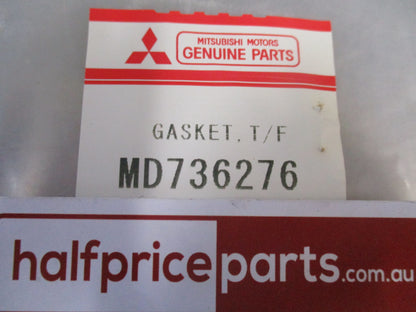 MITSUBISHI MOTORS
GENUINE PARTS
GASKET, T/F
MD736276
halfpriceparts.com.au